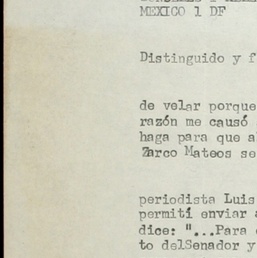 MEXICO 1 DF
Distinguido y f
de velar porque
razón me causó
haga para que a
Zarco Mateos se
periodista Luis
permití enviar a
dice: "...Para
to delSenador y